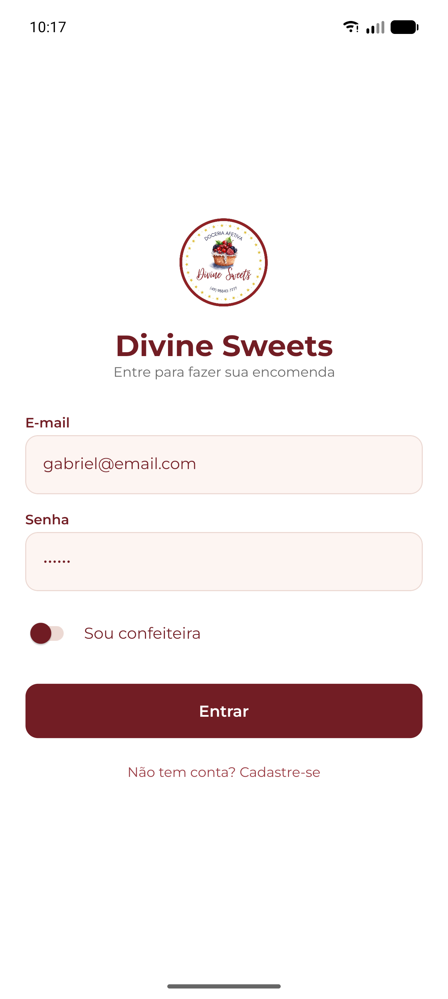 10:17
DOCERIA AFETIVA
Divine Sweets
(49) 98842-7777
Divine Sweets
Entre para fazer sua encomenda
E-mail
gabriel@email.com
Senha
••••••
Sou confeiteira
Entrar
Não tem conta? Cadastre-se